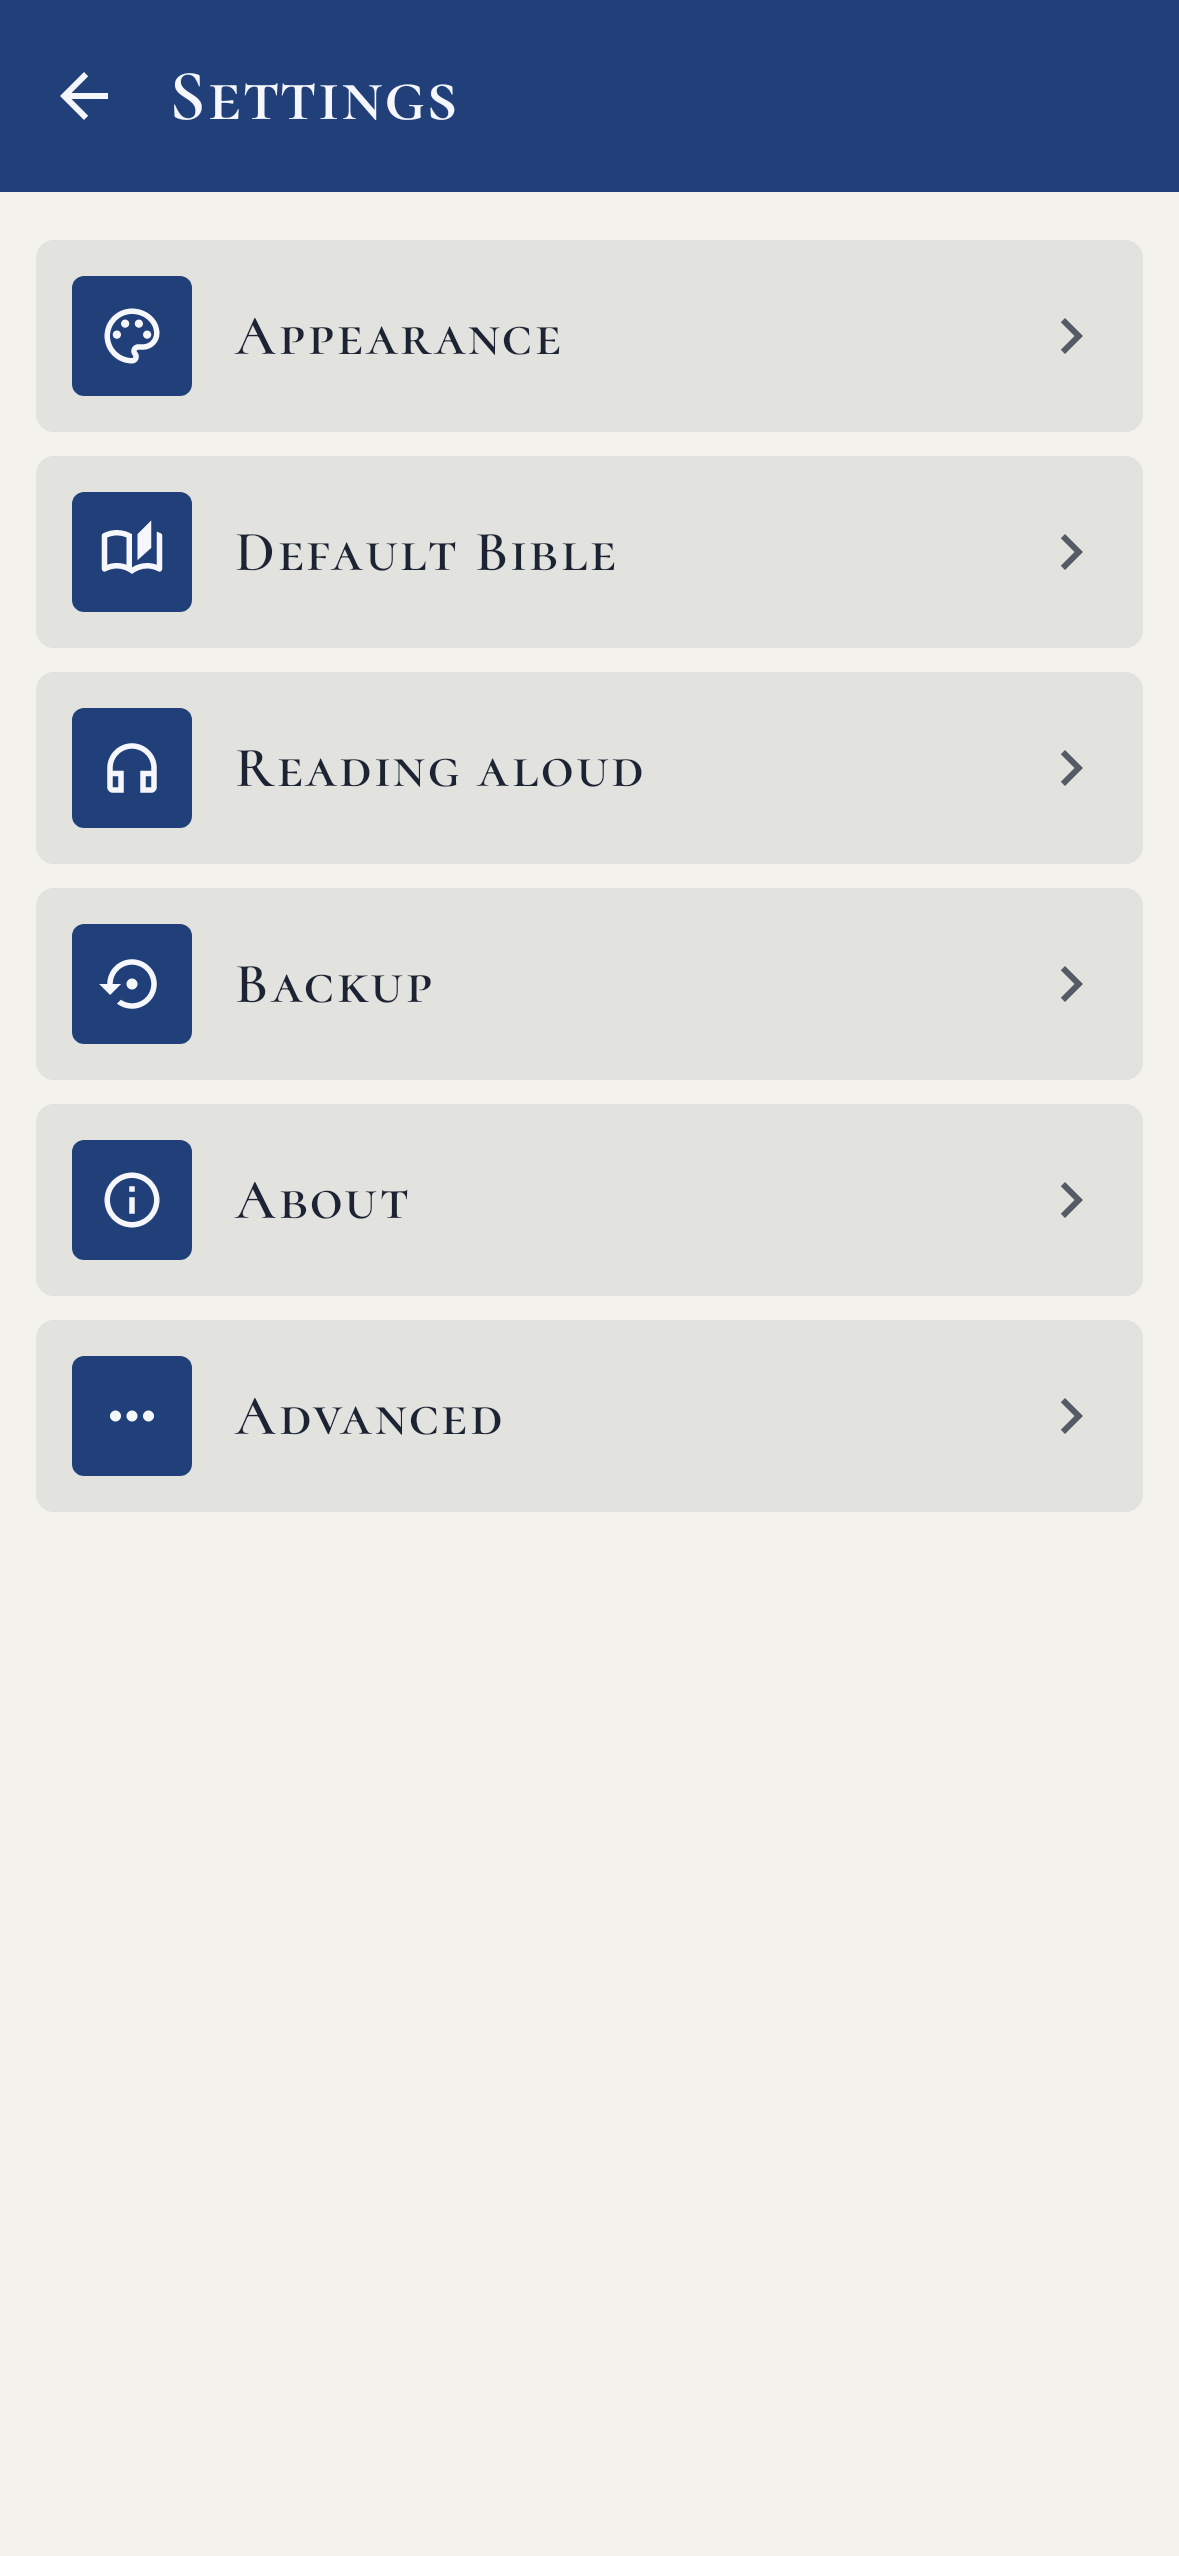 Settings
Appearance
Default Bible
Reading aloud
Backup
About
Advanced